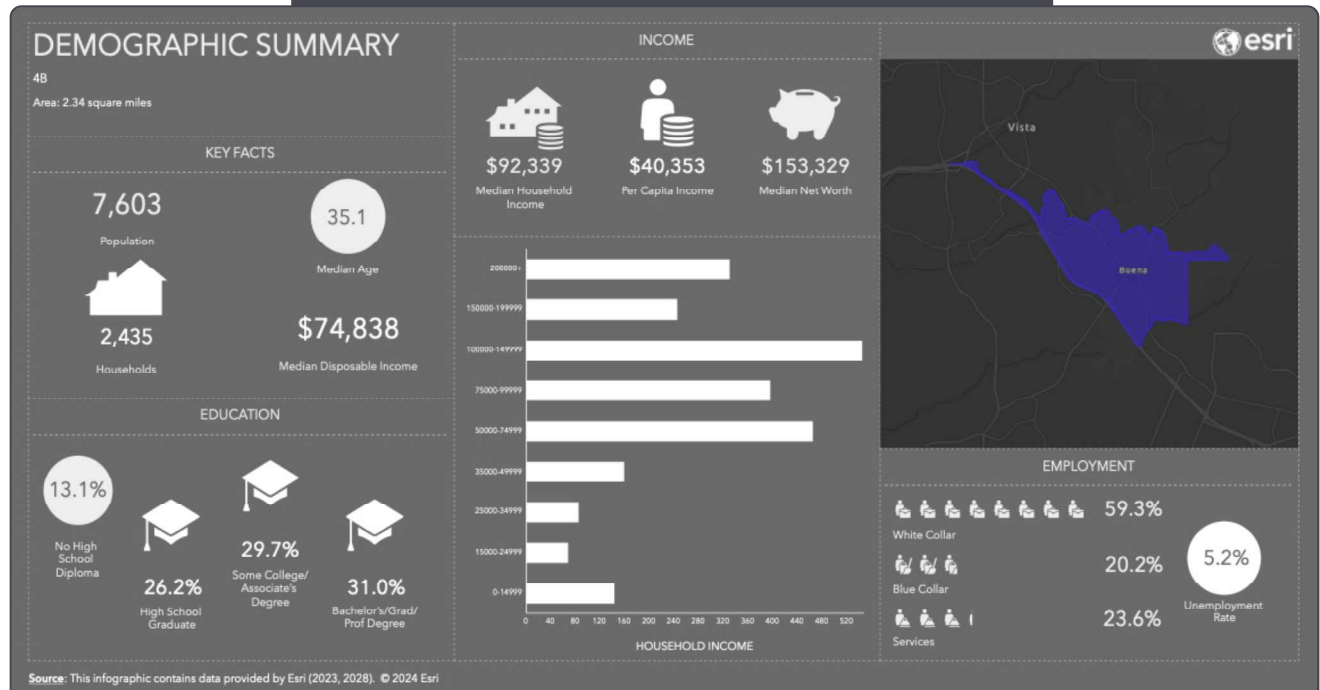 DEMOGRAPHIC SUMMARY
4B
Area: 2.34 square miles
KEY FACTS
7,603
Population
35.1
Median Age
2,435
Households
$74,838
Median Disposable Income
EDUCATION
13.1%
No High
School
Diploma
26.2%
High School
Graduate
29.7%
Some College/
Associate's
Degree
31.0%
Bachelor's/Grad/
Prof Degree
INCOME
$92,339
Median Household
Income
$40,353
Per Capita Income
$153,329
Median Net Worth
200000+
150000-199999
100000-149999
75000-99999
50000-74999
35000-49999
25000-34999
15000-24999
0-14999
0 40 80 120 160 200 240 280 320 360 400 440 480 520
HOUSEHOLD INCOME
esri
Vista
Buena
EMPLOYMENT
59.3%
White Collar
20.2%
Blue Collar
23.6%
Services
5.2%
Unemployment
Rate
Source: This infographic contains data provided by Esri (2023, 2028). © 2024 Esri